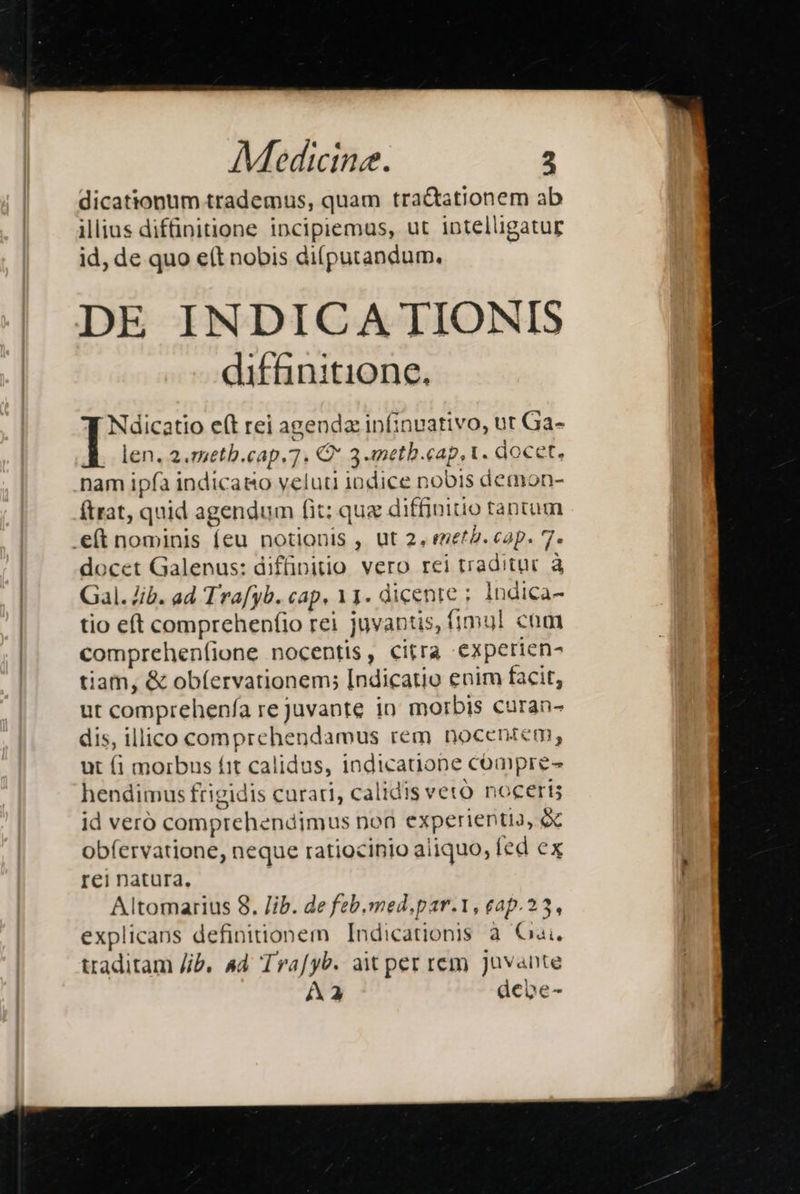 Medicinæ. 3
dicationum trademus, quam tractationem ab
illius diffinitione incipiemus, ut intelligatur
id, de quo eſt nobis diſputandum.
DE INDICATIONIS
diffinitione.
INdicatio eſt rei agendæ inſinuativo, ut Ga-
len. 2. meth. cap. 7. & 3. meth. cap. 1. docet.
nam ipſa indicatio veluti indice nobis demon-
ſtrat, quid agendum ſit: quæ diffinitio tantum
eſt nominis ſeu notionis, ut 2. meth. cap. 7.
docet Galenus: diffinitio vero rei traditur à
Gal. lib. ad Traſyb. cap. 11. dicente: Indica-
tio eſt comprehenſio rei juvantis, ſimul cum
comprehenſione nocentis, citra experien-
tiam, & obſervationem; Indicatio enim facit,
ut comprehenſa re juvante in morbis curan-
dis, illico comprehendamus rem nocentem,
ut ſi morbus ſit calidus, indicatione compre-
hendimus frigidis curari, calidis verò noceri;
id verò comprehendimus non experientia, &
obſervatione, neque ratiocinio aliquo, ſed ex
rei natura.
Altomarius 8. lib. de feb. med. par. 1, cap. 23,
explicans definitionem Indicationis à Gal.
traditam lib. ad Traſyb. ait per rem juvante
A 2 debe-